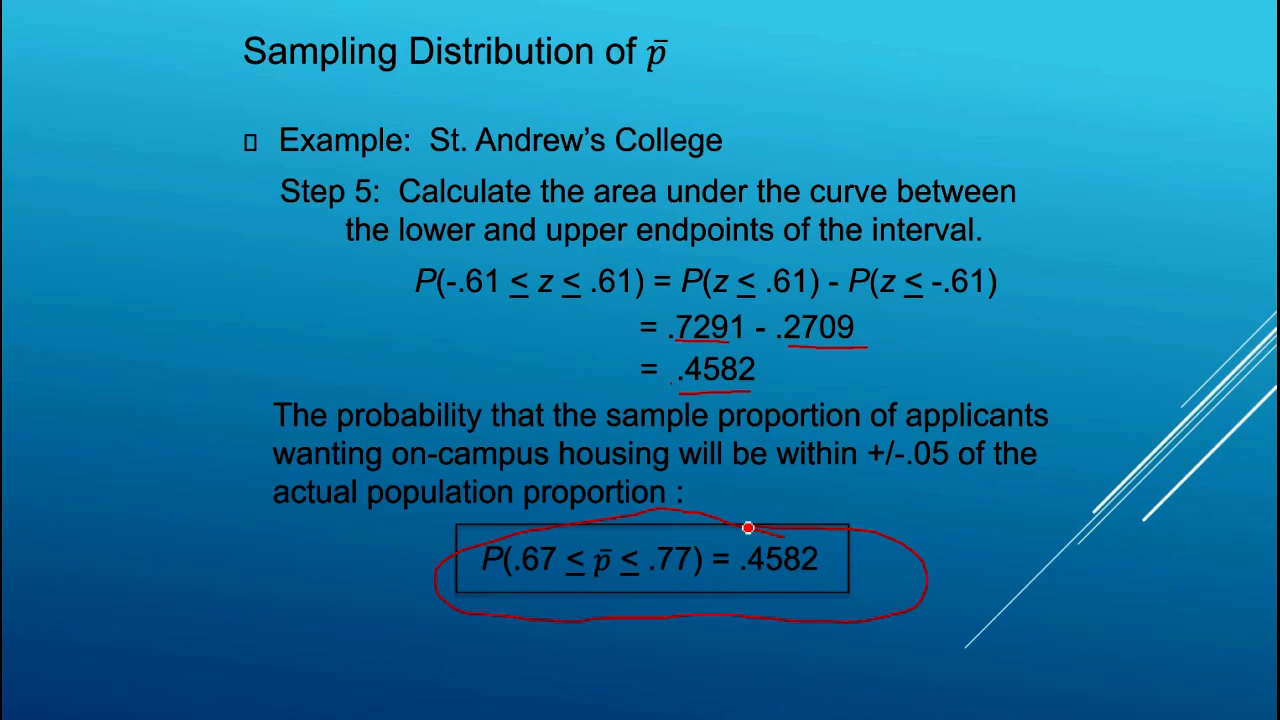 Sampling Distribution of p̄
Example: St. Andrew’s College
Step 5: Calculate the area under the curve between
the lower and upper endpoints of the interval.
P(-.61 ≤ z ≤ .61) = P(z ≤ .61) - P(z ≤ -.61)
= .7291 - .2709
= .4582
The probability that the sample proportion of applicants
wanting on-campus housing will be within +/-.05 of the
actual population proportion :
P(.67 ≤ p̄ ≤ .77) = .4582